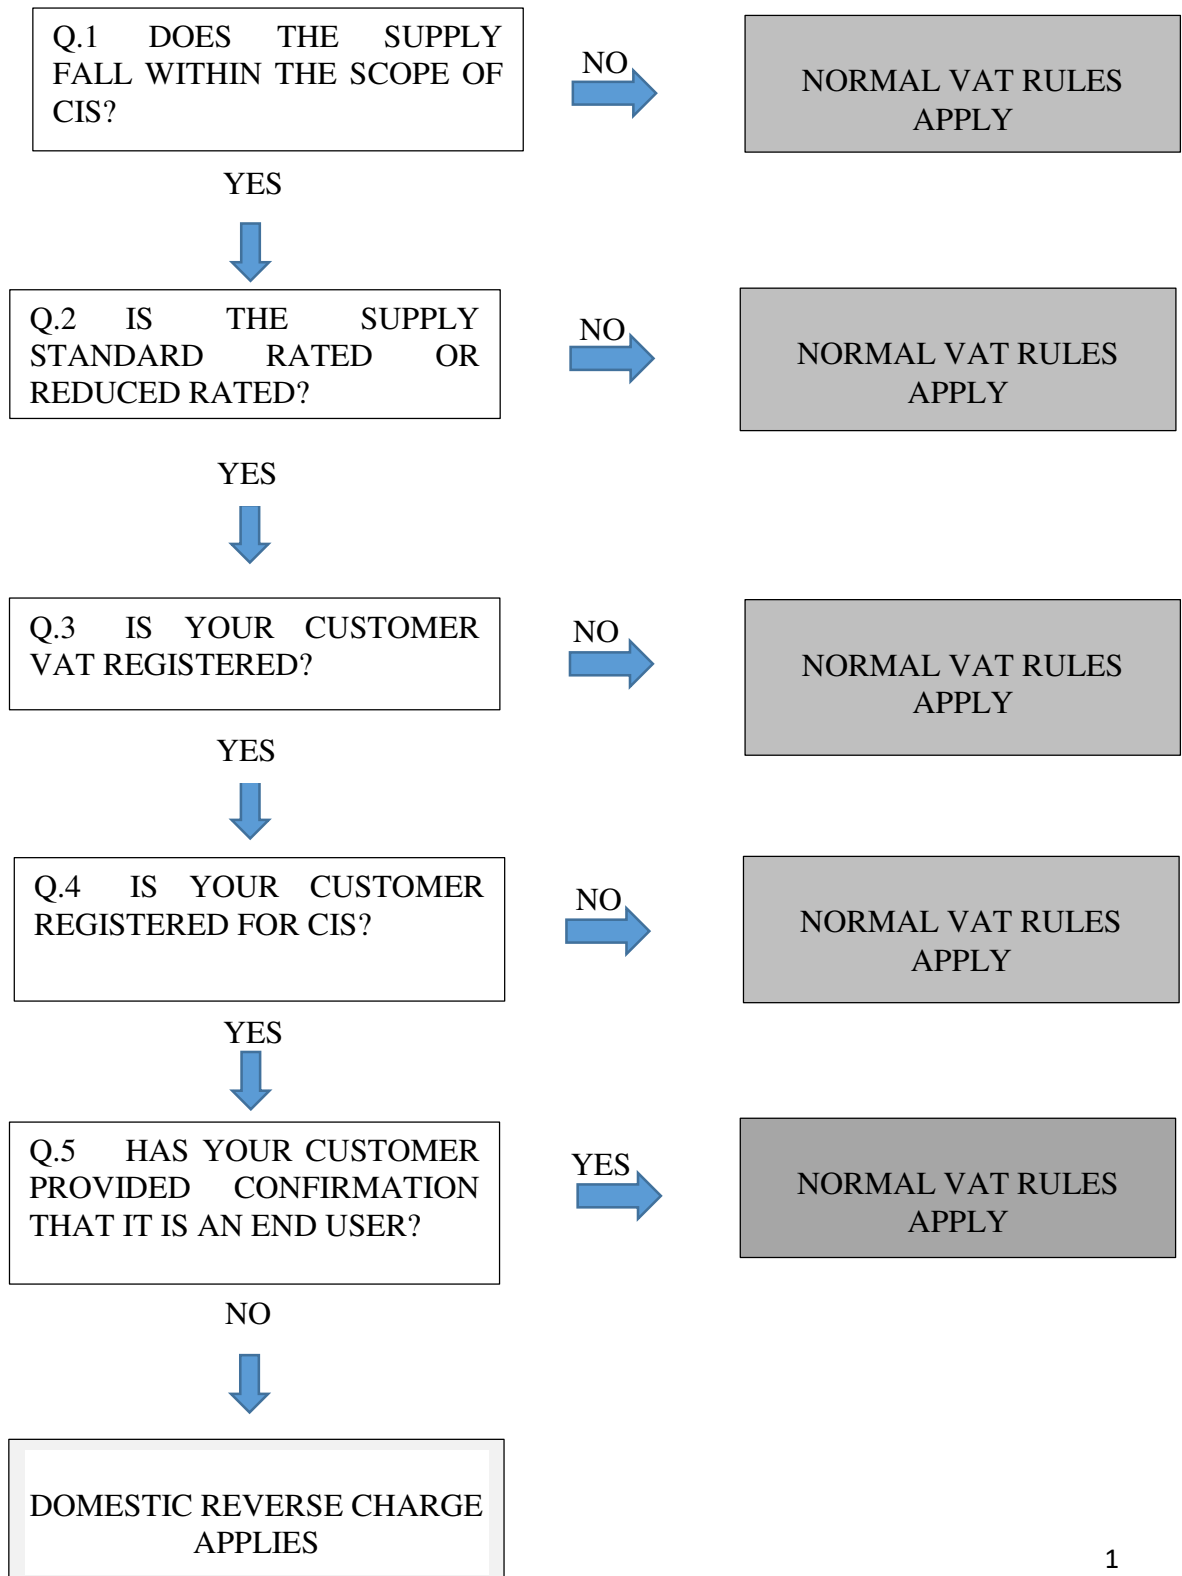 Q.1 DOES THE SUPPLY
FALL WITHIN THE SCOPE OF
CIS?
NO
NORMAL VAT RULES
APPLY
YES
Q.2 IS THE SUPPLY
STANDARD RATED OR
REDUCED RATED?
NO
NORMAL VAT RULES
APPLY
YES
Q.3 IS YOUR CUSTOMER
VAT REGISTERED?
NO
NORMAL VAT RULES
APPLY
YES
Q.4 IS YOUR CUSTOMER
REGISTERED FOR CIS?
NO
NORMAL VAT RULES
APPLY
YES
Q.5 HAS YOUR CUSTOMER
PROVIDED CONFIRMATION
THAT IT IS AN END USER?
YES
NORMAL VAT RULES
APPLY
NO
DOMESTIC REVERSE CHARGE
APPLIES
1